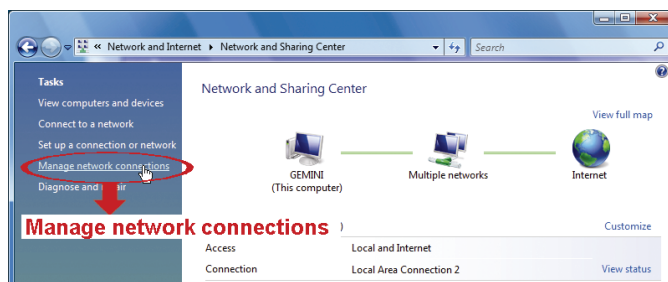 « Network and Internet ▸ Network and Sharing Center
Search
Tasks
View computers and devices
Connect to a network
Set up a connection or network
Manage network connections
Diagnose and
Manage network connections
Network and Sharing Center
View full map
GEMINI
(This computer)
Multiple networks
Internet
) Customize
Access Local and Internet
Connection Local Area Connection 2 View status